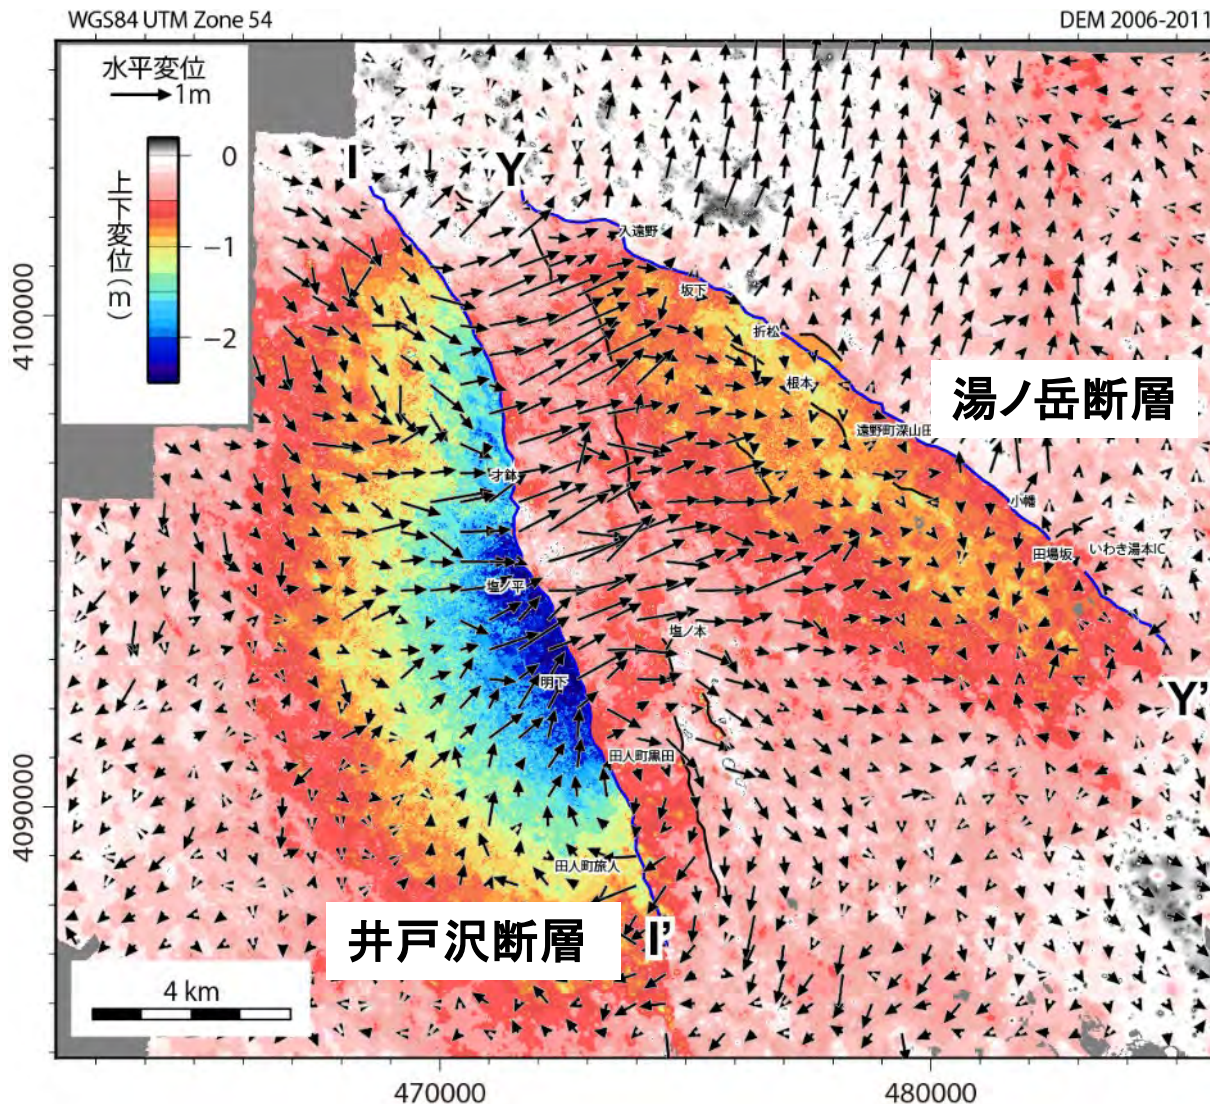 WGS84 UTM Zone 54
DEM 2006-2011
水平変位
1m
上下変位(m)
0
−1
−2
I
Y
入遠野
坂下
折松
根本
湯ノ岳断層
遠野町深山田
才鉢
小幡
田場坂
いわき湯本IC
塩ノ平
塩ノ本
明下
Y'
田人町黒田
田人町旅人
井戸沢断層
I'
4 km
4100000
4090000
470000
480000